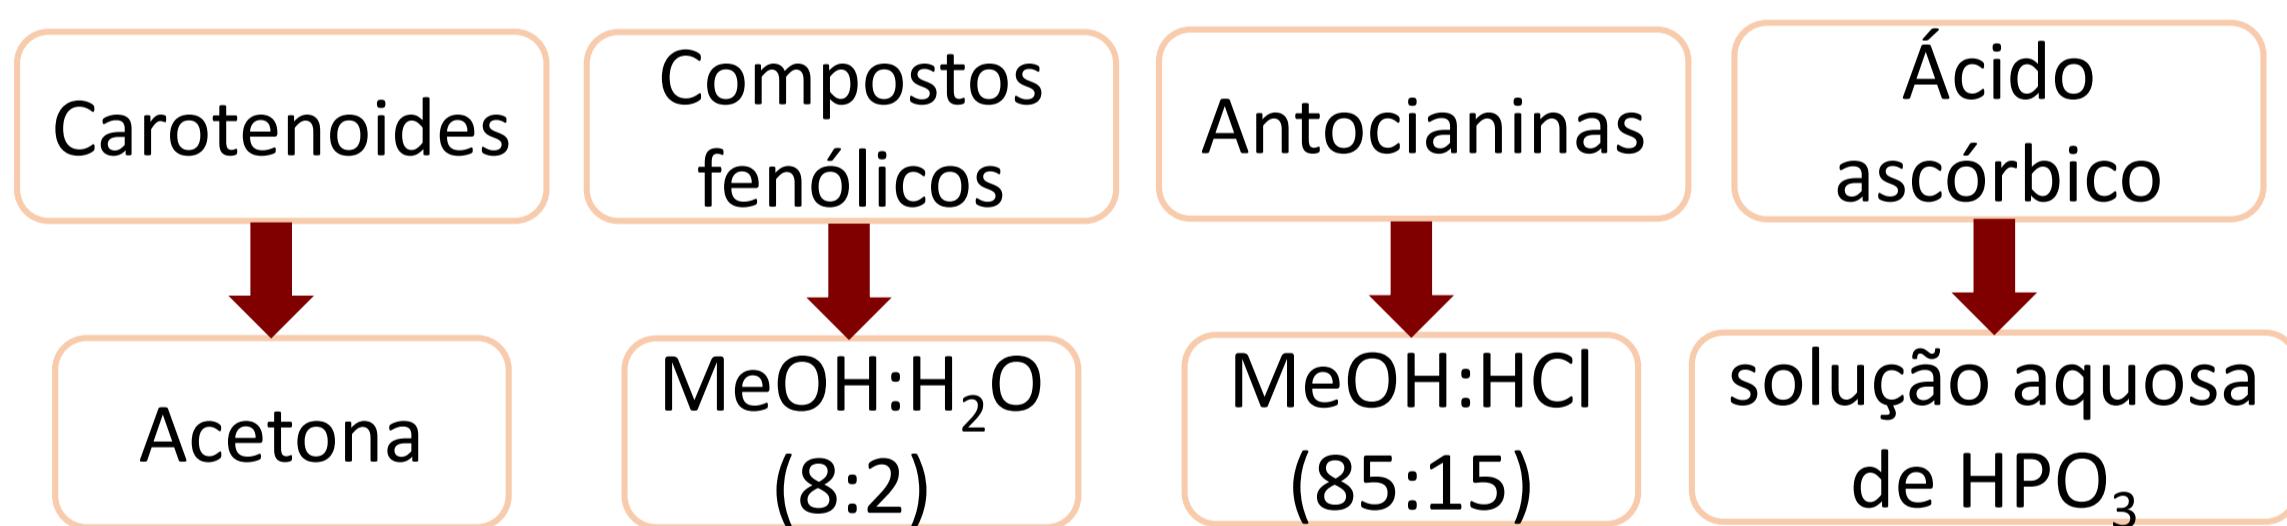 Carotenoides
Compostos
fenólicos
Antocianinas
Ácido
ascórbico
Acetona
MeOH:H₂O
(8:2)
MeOH:HCl
(85:15)
solução aquosa
de HPO₃